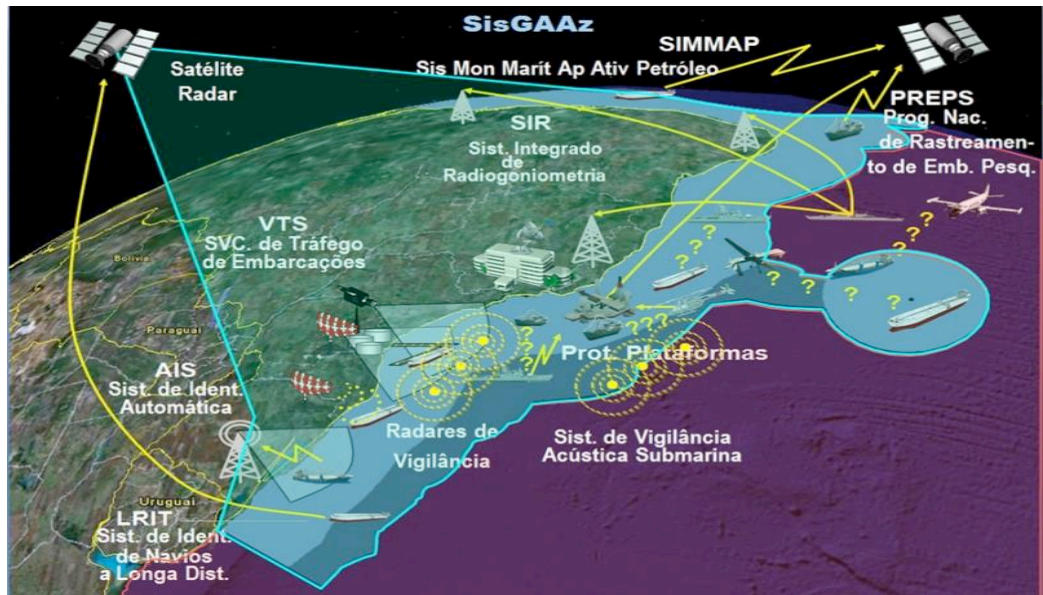 SisGAAz
SIMMAP
Sis Mon Marít Ap Ativ Petróleo
Satélite
Radar
PREPS
Prog. Nac.
de Rastreamen-
to de Emb. Pesq.
SIR
Sist. Integrado
de
Radiogoniometria
VTS
SVC. de Tráfego
de Embarcações
Bolívia
Paraguai
? ? ?
? ? ?
? ? ? ?
? ? ?
? ? ?
Prot. Plataformas
AIS
Sist. de Ident.
Automática
Radares de
Vigilância
Sist. de Vigilância
Acústica Submarina
Uruguai
LRIT
Sist. de Ident.
de Navios
a Longa Dist.